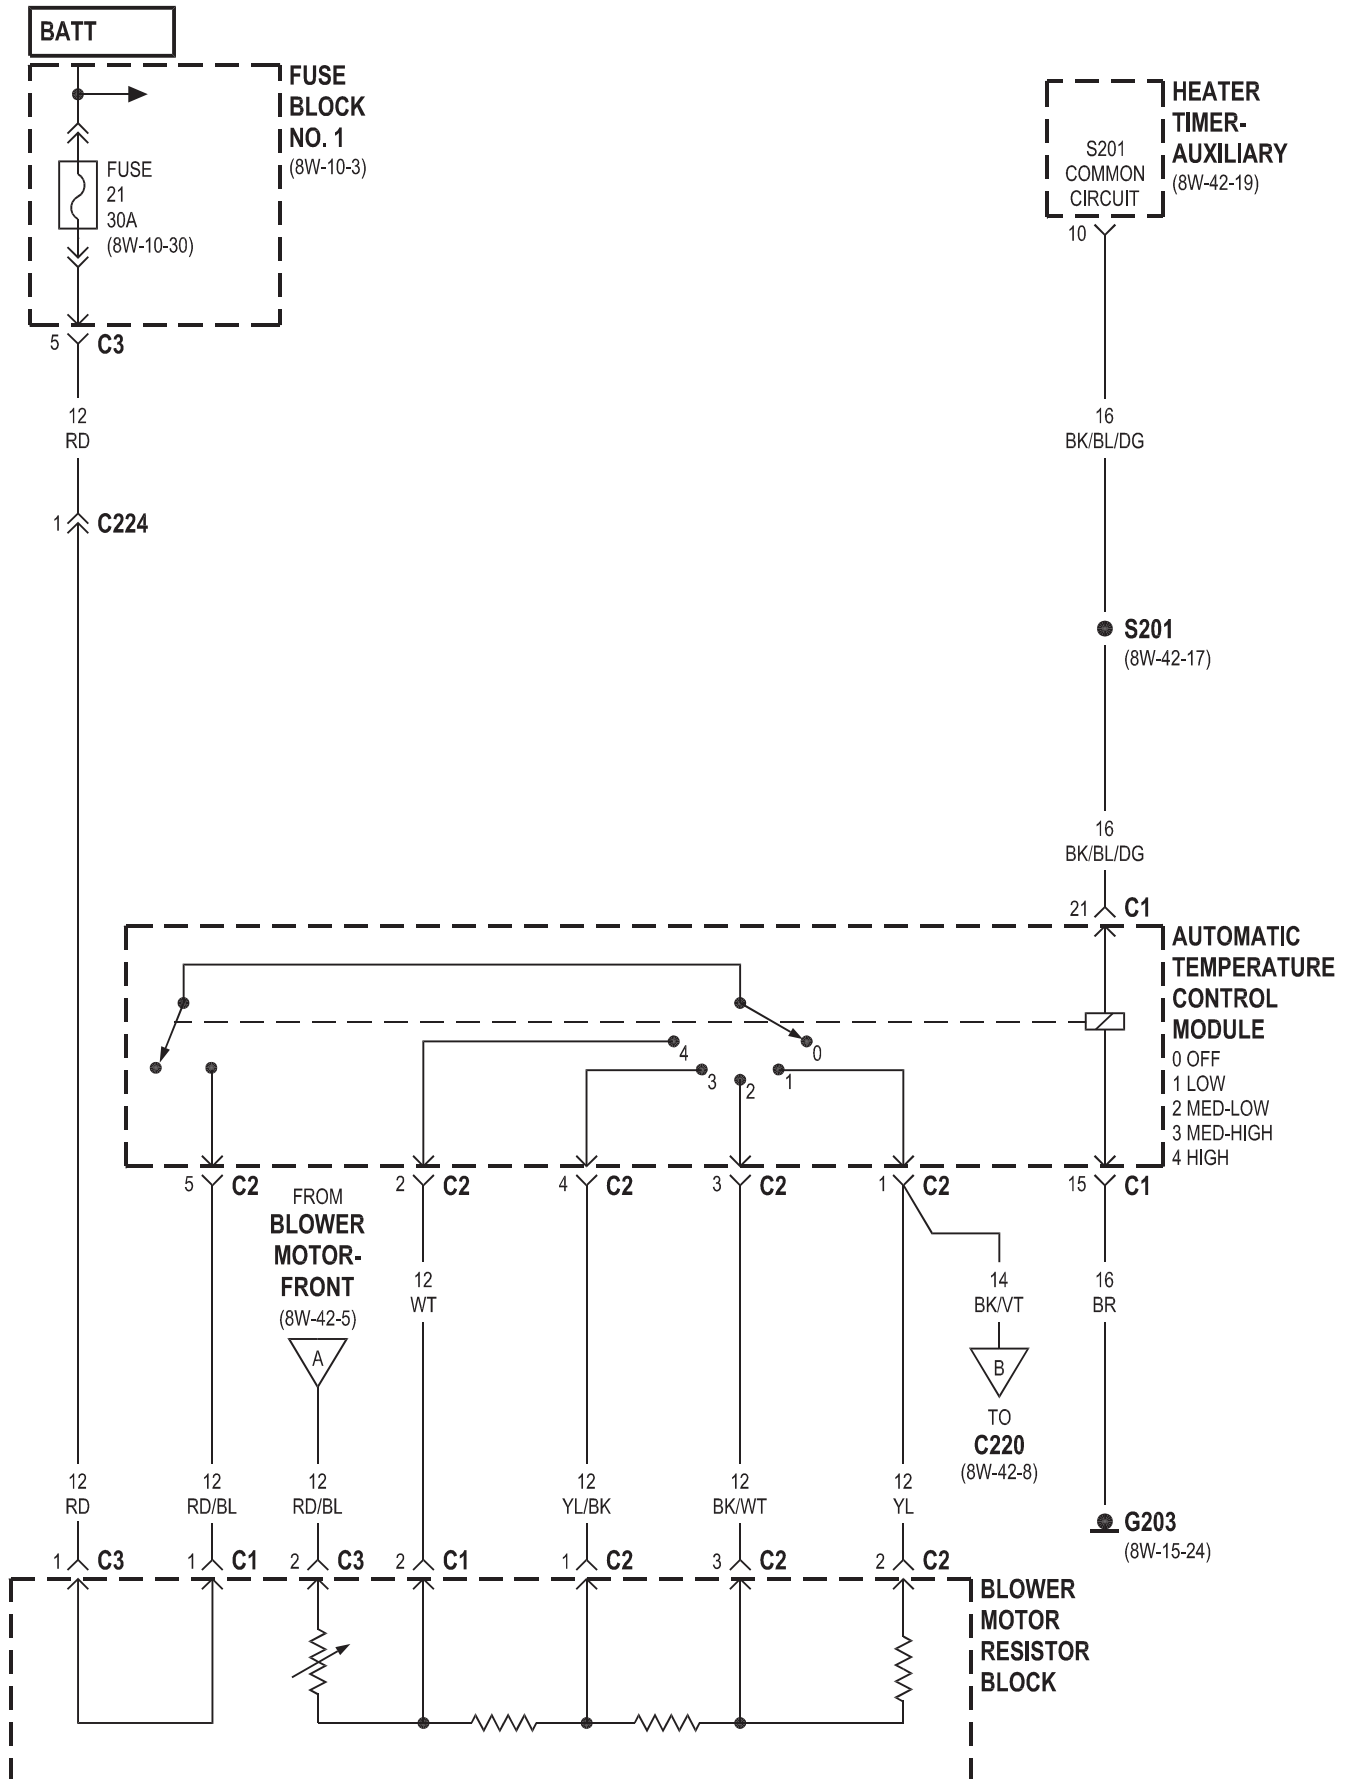 BATT
FUSE
BLOCK
NO. 1
(8W-10-3)
FUSE
21
30A
(8W-10-30)
5
C3
12
RD
1
C224
HEATER
TIMER-
AUXILIARY
(8W-42-19)
S201
COMMON
CIRCUIT
10
16
BK/BL/DG
S201
(8W-42-17)
16
BK/BL/DG
21
C1
AUTOMATIC
TEMPERATURE
CONTROL
MODULE
0 OFF
1 LOW
2 MED-LOW
3 MED-HIGH
4 HIGH
4
3
2
1
0
5
C2
2
C2
4
C2
3
C2
1
C2
15
C1
FROM
BLOWER
MOTOR-
FRONT
(8W-42-5)
A
12
WT
14
BK/VT
B
TO
C220
(8W-42-8)
16
BR
G203
(8W-15-24)
12
RD
12
RD/BL
12
RD/BL
12
YL/BK
12
BK/WT
12
YL
1
C3
1
C1
2
C3
2
C1
1
C2
3
C2
2
C2
BLOWER
MOTOR
RESISTOR
BLOCK